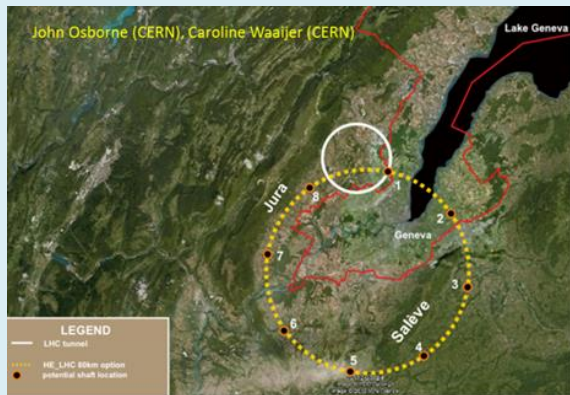 John Osborne (CERN), Caroline Waaijer (CERN)
Lake Geneva
1
8
Jura
2
Geneva
7
3
Salève
6
4
5
LEGEND
LHC tunnel
HE_LHC 80km option
potential shaft location